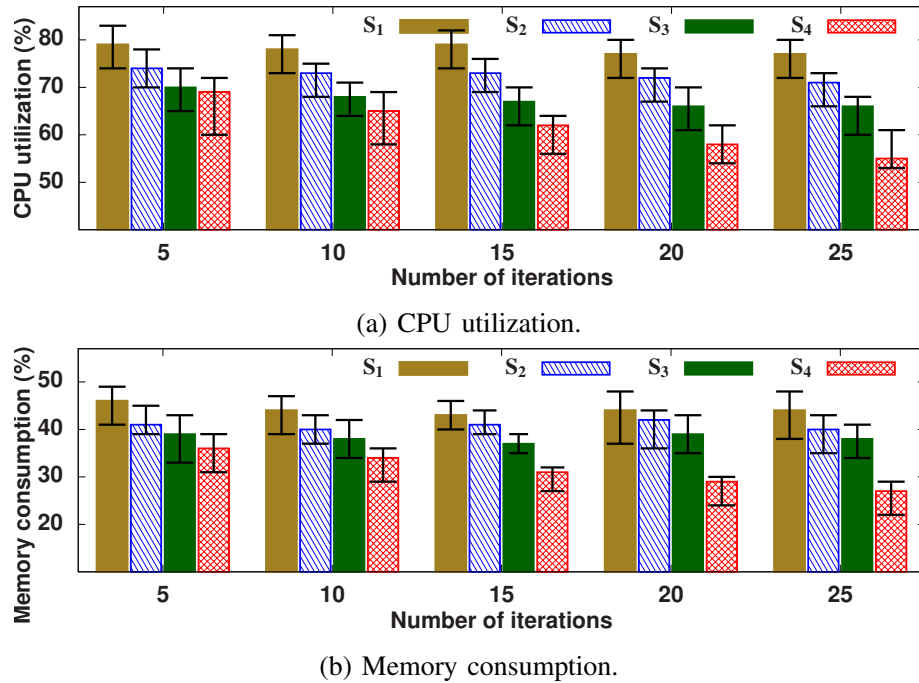 CPU utilization (%)
80
70
60
50
S1 S2 S3 S4
5 10 15 20 25
Number of iterations
(a) CPU utilization.
Memory consumption (%)
50
40
30
20
S1 S2 S3 S4
5 10 15 20 25
Number of iterations
(b) Memory consumption.